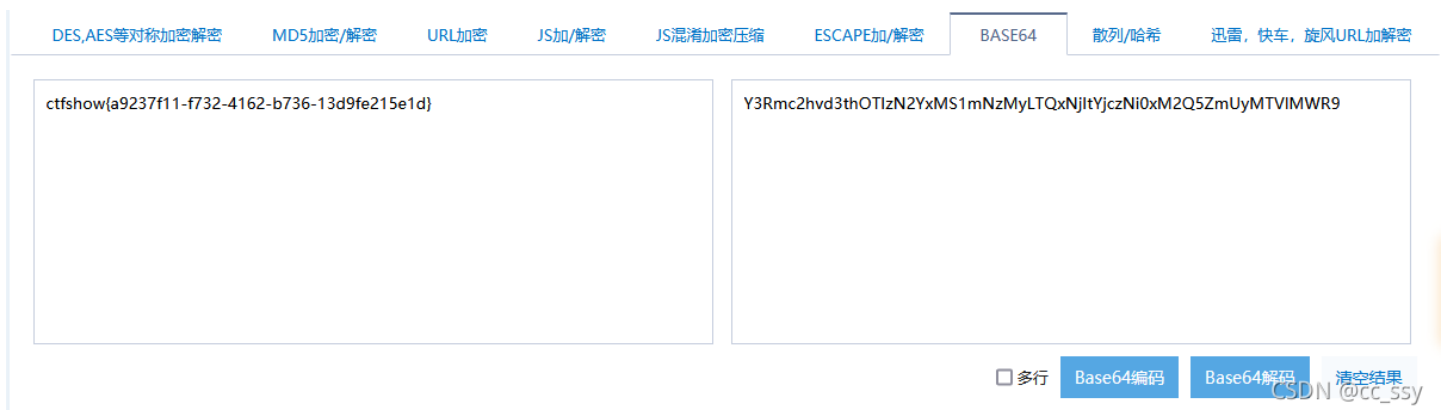 DES,AES等对称加密解密 MD5加密/解密 URL加密 JS加/解密 JS混淆加密压缩 ESCAPE加/解密 BASE64 散列/哈希 迅雷，快车，旋风URL加解密
ctfshow{a9237f11-f732-4162-b736-13d9fe215e1d} Y3Rmc2hvd3thOTIzN2YxMS1mNzMyLTQxNjItYjczNi0xM2Q5ZmUyMTVlMWR9
多行 Base64编码 Base64解码 清空结果
CSDN @cc_ssy